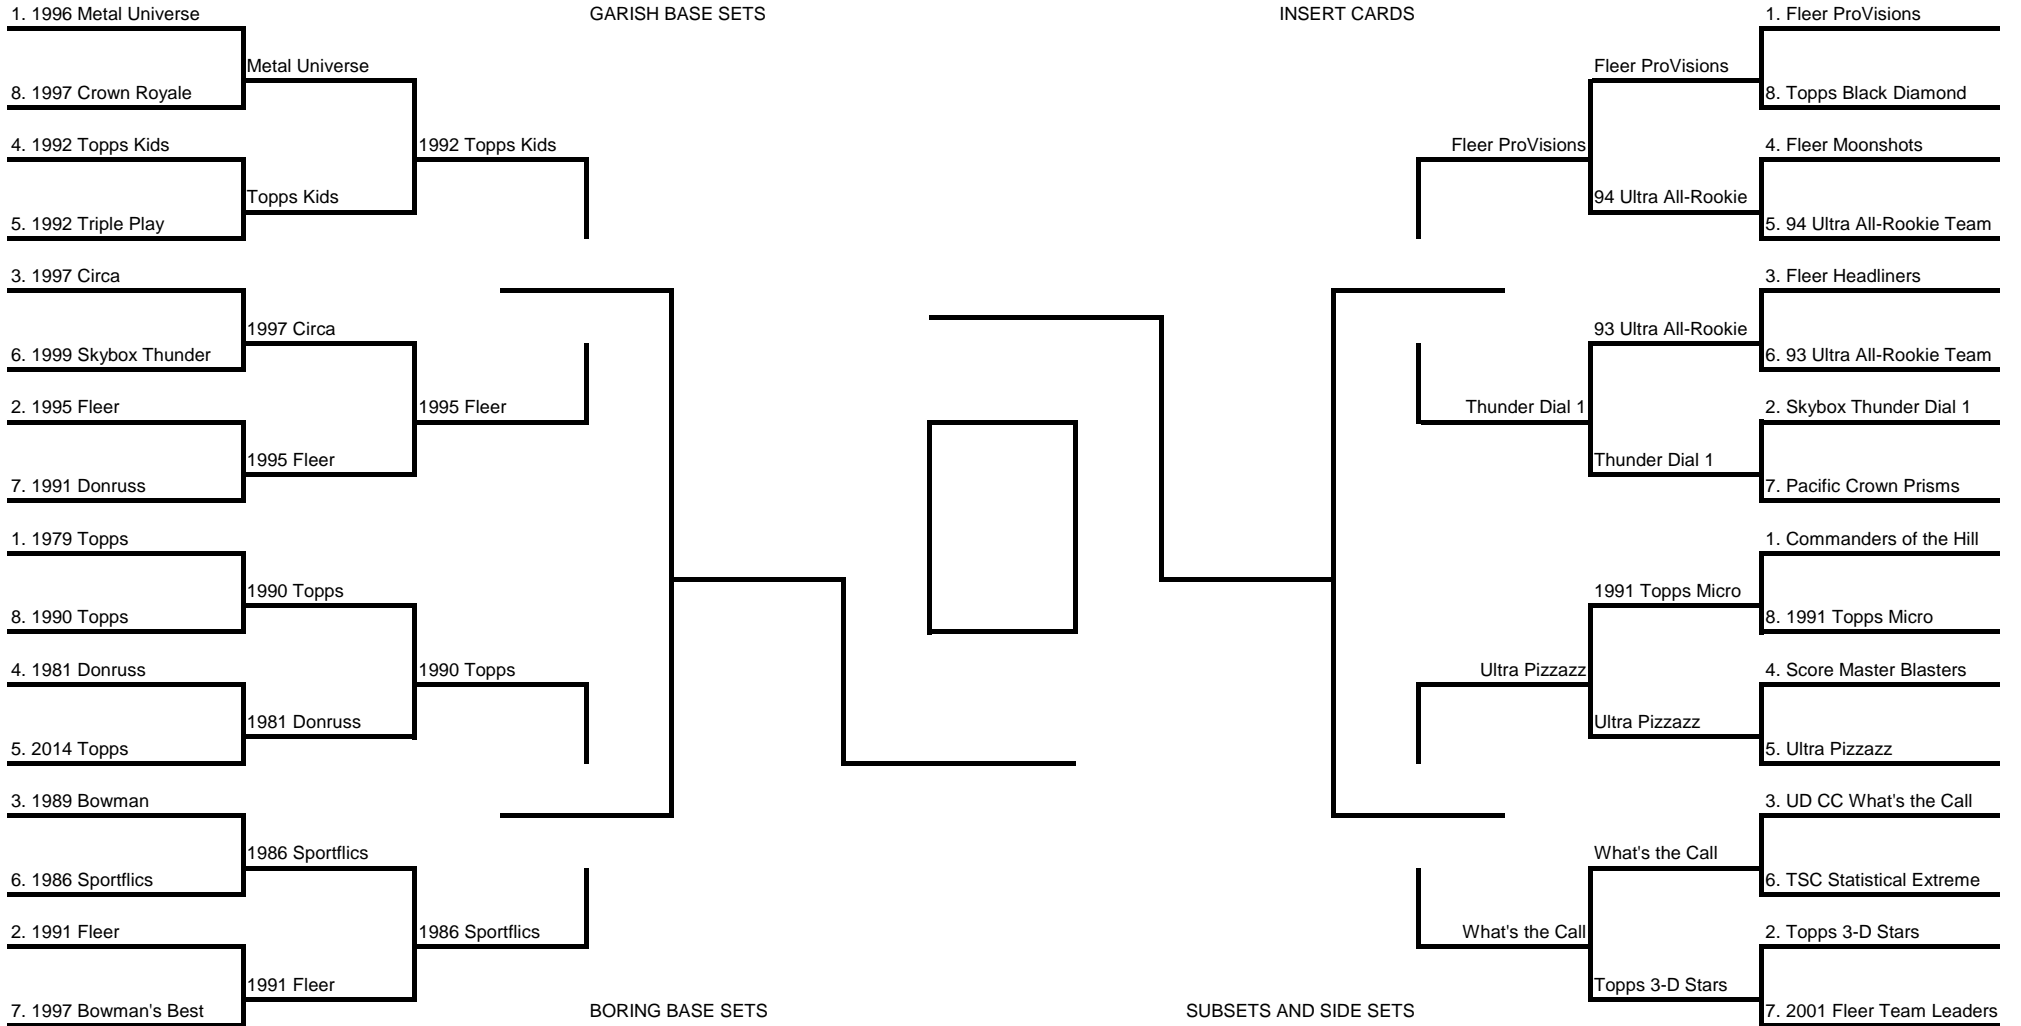 1. 1996 Metal Universe
GARISH BASE SETS
INSERT CARDS
1. Fleer ProVisions
Metal Universe
Fleer ProVisions
8. 1997 Crown Royale
8. Topps Black Diamond
4. 1992 Topps Kids
1992 Topps Kids
Fleer ProVisions
4. Fleer Moonshots
Topps Kids
94 Ultra All-Rookie
5. 1992 Triple Play
5. 94 Ultra All-Rookie Team
3. 1997 Circa
3. Fleer Headliners
1997 Circa
93 Ultra All-Rookie
6. 1999 Skybox Thunder
6. 93 Ultra All-Rookie Team
2. 1995 Fleer
1995 Fleer
Thunder Dial 1
2. Skybox Thunder Dial 1
1995 Fleer
Thunder Dial 1
7. 1991 Donruss
7. Pacific Crown Prisms
1. 1979 Topps
1. Commanders of the Hill
1990 Topps
1991 Topps Micro
8. 1990 Topps
8. 1991 Topps Micro
4. 1981 Donruss
1990 Topps
Ultra Pizzazz
4. Score Master Blasters
1981 Donruss
Ultra Pizzazz
5. 2014 Topps
5. Ultra Pizzazz
3. 1989 Bowman
3. UD CC What's the Call
1986 Sportflics
What's the Call
6. 1986 Sportflics
6. TSC Statistical Extreme
2. 1991 Fleer
1986 Sportflics
What's the Call
2. Topps 3-D Stars
1991 Fleer
Topps 3-D Stars
7. 1997 Bowman's Best
BORING BASE SETS
SUBSETS AND SIDE SETS
7. 2001 Fleer Team Leaders